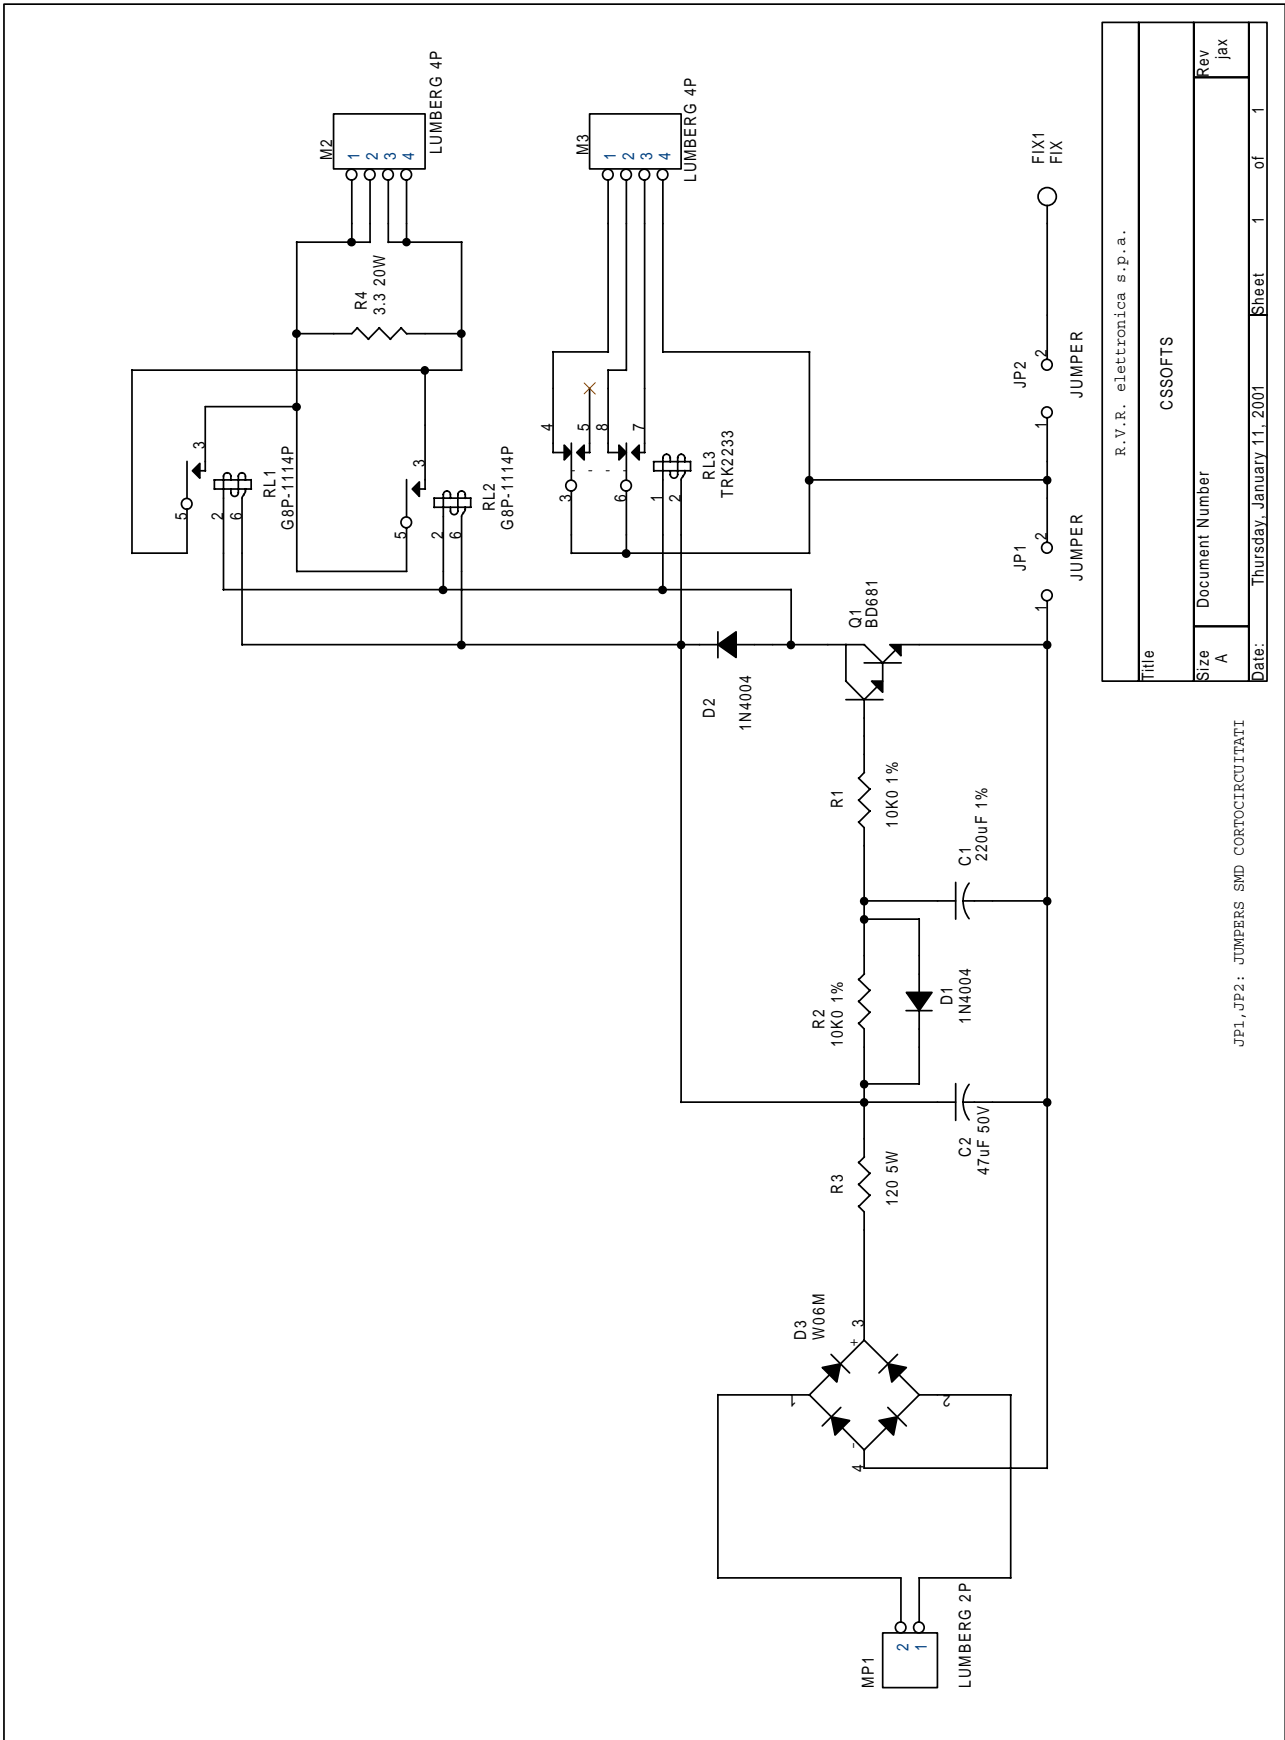 M2
1
2
3
4
LUMBERG 4P
R4
3.3 20W
5
3
2
6
RL1
G8P-1114P
5
3
2
6
RL2
G8P-1114P
M3
1
2
3
4
LUMBERG 4P
4
5
8
7
3
6
1
2
RL3
TRK2233
D2
1N4004
Q1
BD681
R1
10K0 1%
C1
220uF 1%
R2
10K0 1%
D1
1N4004
C2
47uF 50V
R3
120 5W
D3
W06M
1
2
+
3
-
4
MP1
2
1
LUMBERG 2P
JP1
1
2
JUMPER
JP2
1
2
JUMPER
FIX1
FIX
JP1,JP2: JUMPERS SMD CORTOCIRCUITATI
R.V.R. elettronica s.p.a.
Title
CSSOFTS
Size
A
Document Number
Rev
jax
Date:
Thursday, January 11, 2001
Sheet
1
of
1